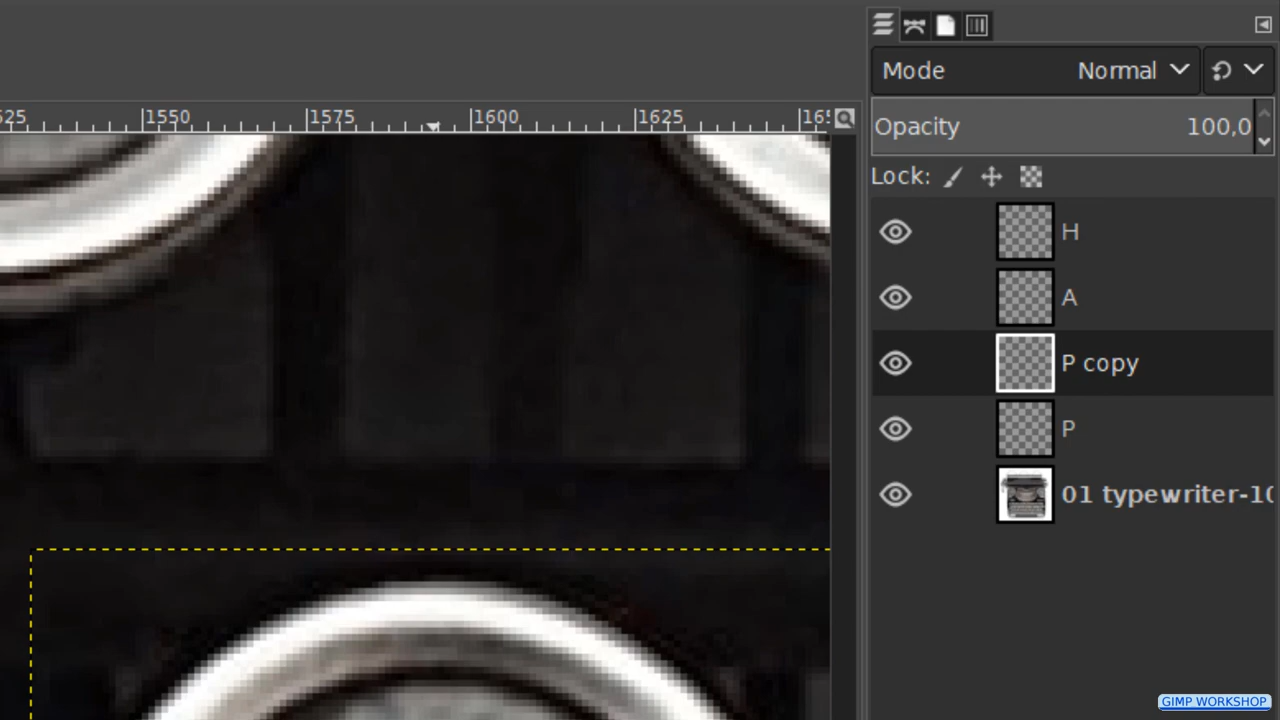 Mode Normal
525 1550 1575 1600 1625 165
Opacity 100,0
Lock:
H
A
P copy
P
01 typewriter-10
GIMP WORKSHOP